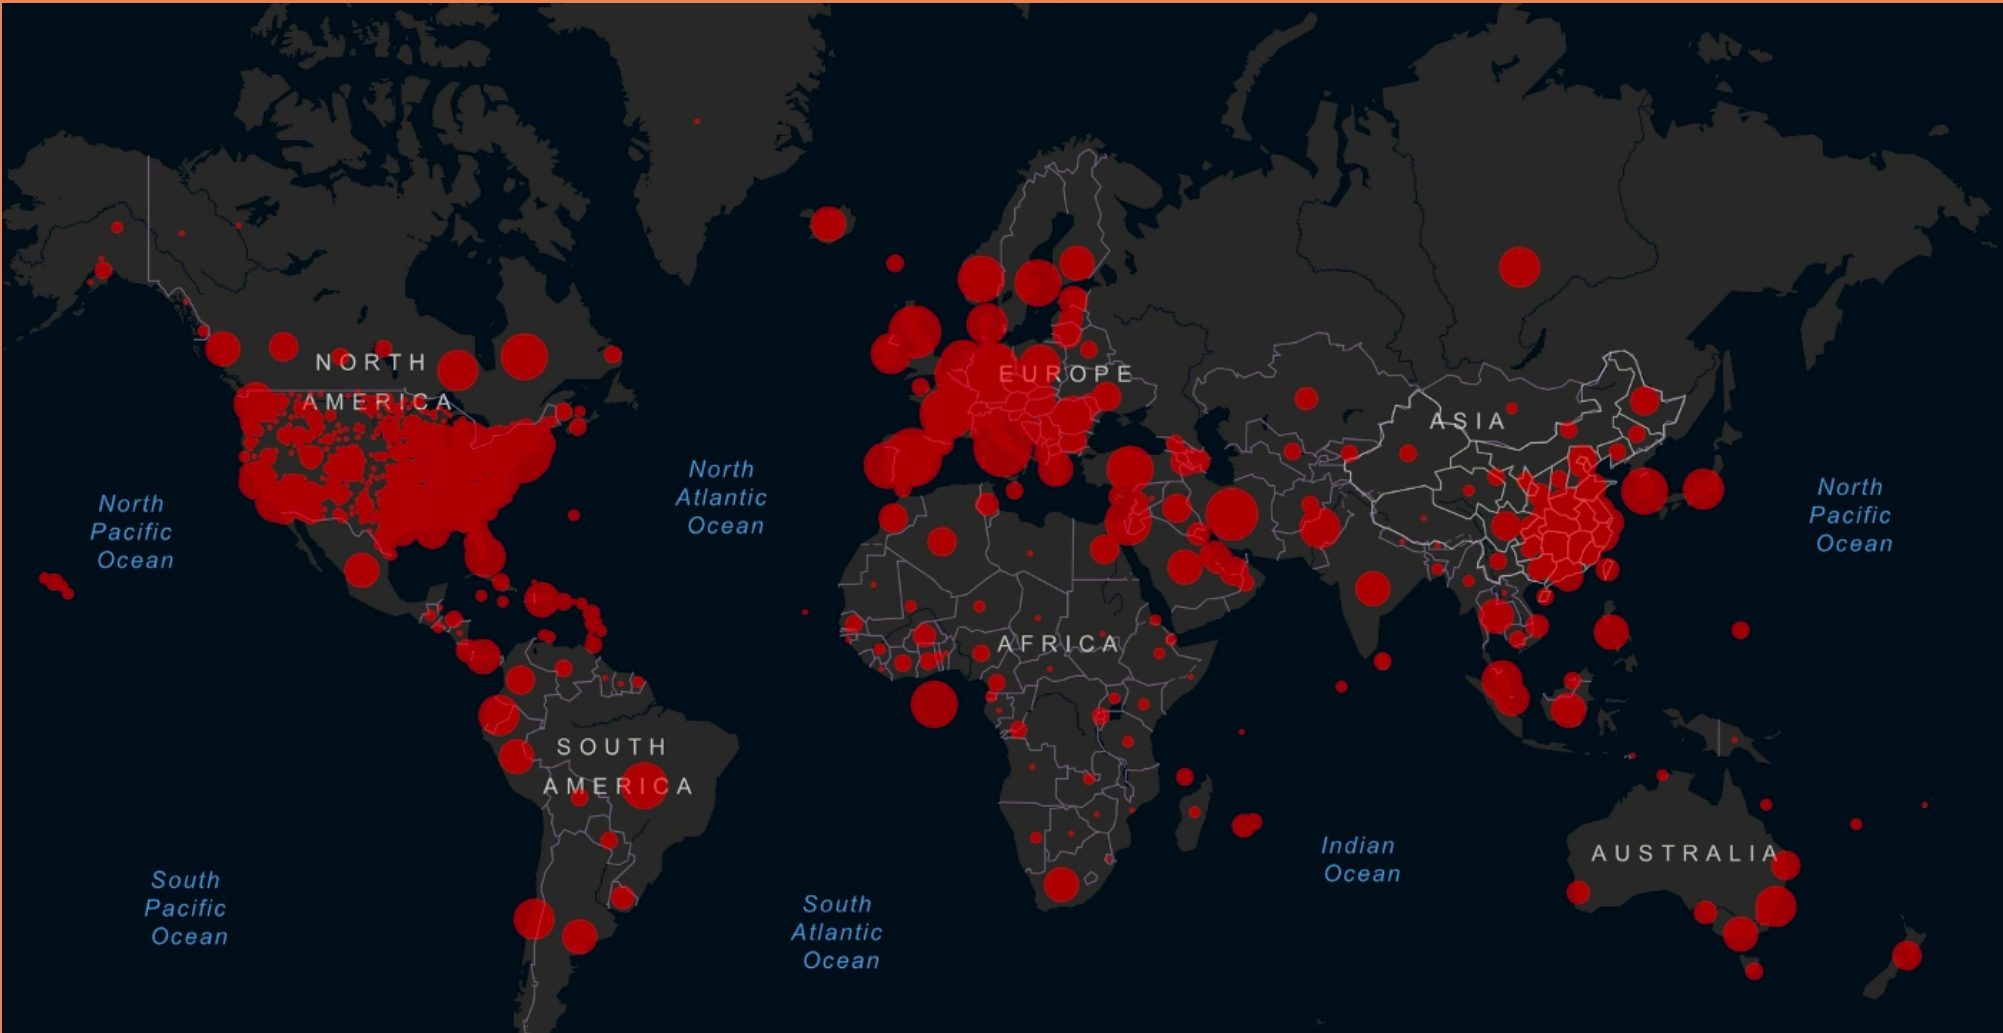 NORTH
AMERICA
EUROPE
ASIA
North
Pacific
Ocean
North
Atlantic
Ocean
North
Pacific
Ocean
AFRICA
SOUTH
AMERICA
Indian
Ocean
AUSTRALIA
South
Pacific
Ocean
South
Atlantic
Ocean